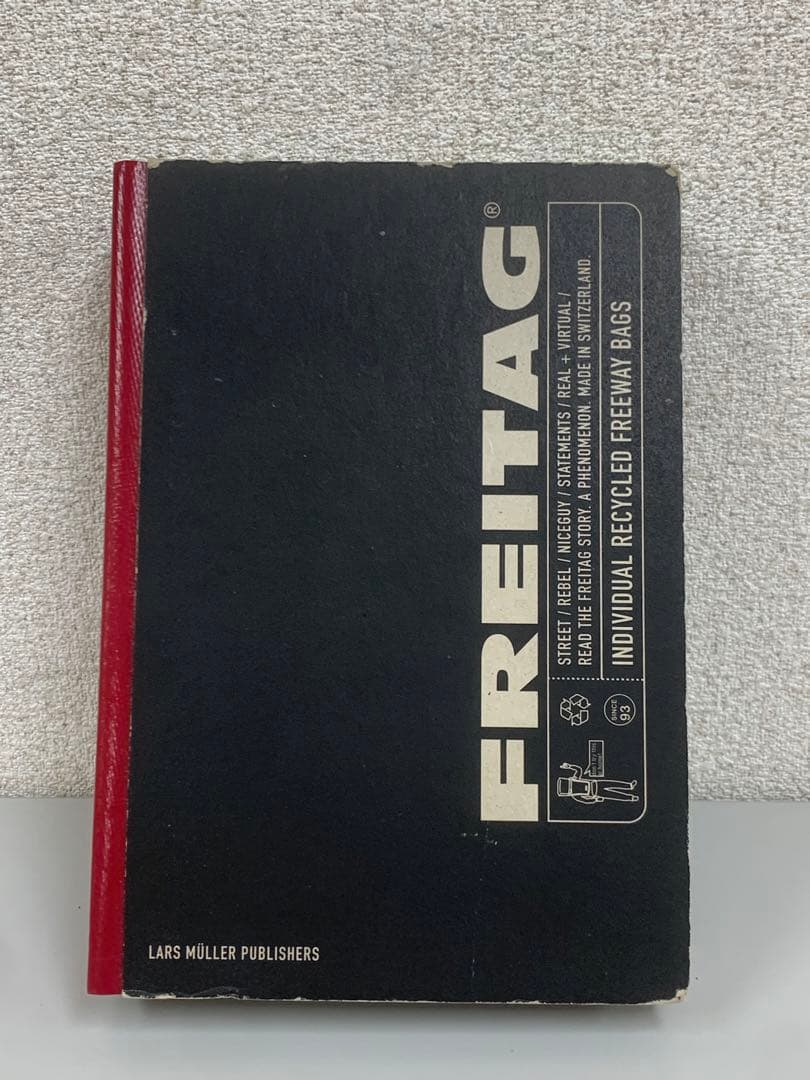 FREITAG®
STREET / REBEL / NICEGUY / STATEMENTS / REAL + VIRTUAL /
READ THE FREITAG STORY. A PHENOMENON. MADE IN SWITZERLAND.
INDIVIDUAL RECYCLED FREEWAY BAGS
SINCE
93
LARS MÜLLER PUBLISHERS